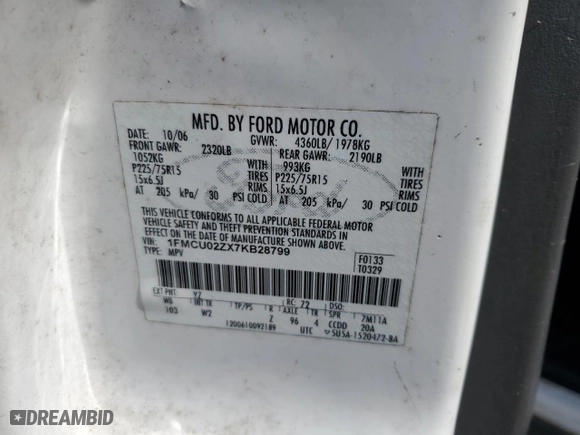 MFD. BY FORD MOTOR CO.
10/06 GVWR: 4360LB/ 1978KG
FRONT GAWR: 2320LB REAR GAWR: 2190LB
1052KG WITH 993KG WITH
P225/75R15 TIRES P225/75R15 TIRES
15x6.5J RIMS 15x6.5J RIMS
AT 205 kPa/ 30 PSI COLD AT 205 kPa/ 30 PSI COLD
THIS VEHICLE CONFORMS TO ALL APPLICABLE FEDERAL MOTOR
VEHICLE SAFETY AND THEFT PREVENTION STANDARDS IN
EFFECT ON THE DATE OF MANUFACTURE SHOWN ABOVE.
VIN: 1FMCU02ZX7KB28799 F0133
TYPE: MPV T0329
EXT PNT: YZ RC: 72 DSO:
WB INT TR TP/PS R AXLE TR SPR 7M11A
103 W2 Z 96 4 CCDD 20A
1200610092189 UTC 5U5A-1520472-BA
DREAMBID